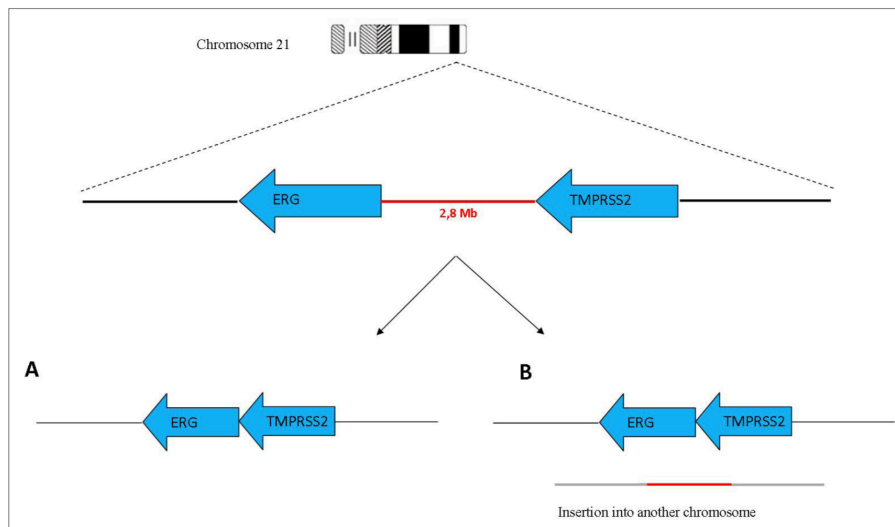 Chromosome 21
ERG
TMPRSS2
2,8 Mb
A
B
ERG
TMPRSS2
ERG
TMPRSS2
Insertion into another chromosome